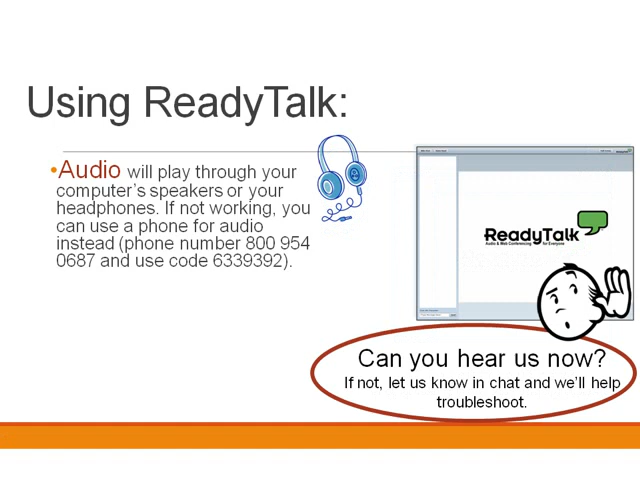 Using ReadyTalk:
•Audio will play through your
computer's speakers or your
headphones. If not working, you
can use a phone for audio
instead (phone number 800 954
0687 and use code 6339392).
ReadyTalk
Audio & Web Conferencing for Everyone
Can you hear us now?
If not, let us know in chat and we'll help
troubleshoot.